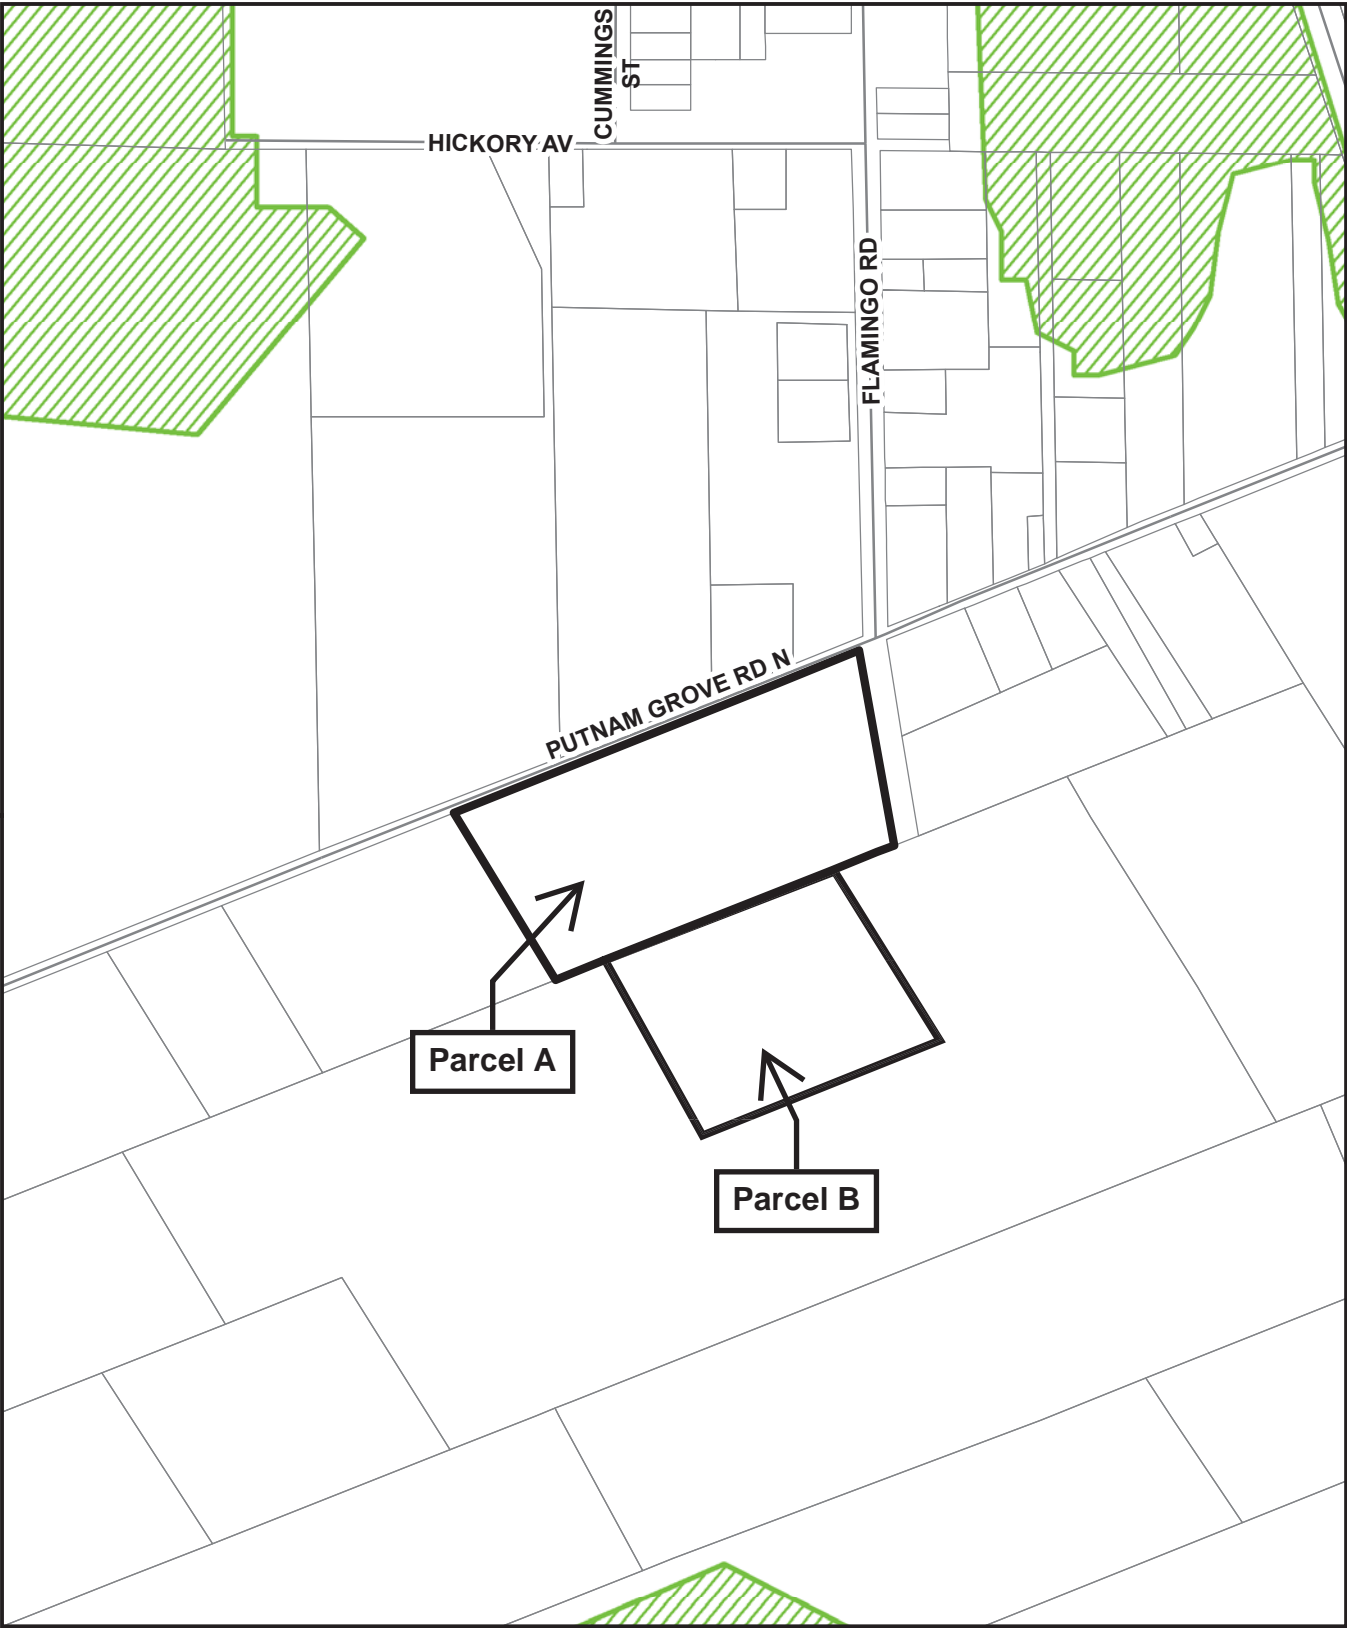 CUMMINGS
ST
HICKORY AV
FLAMINGO RD
PUTNAM GROVE RD N
Parcel A
Parcel B